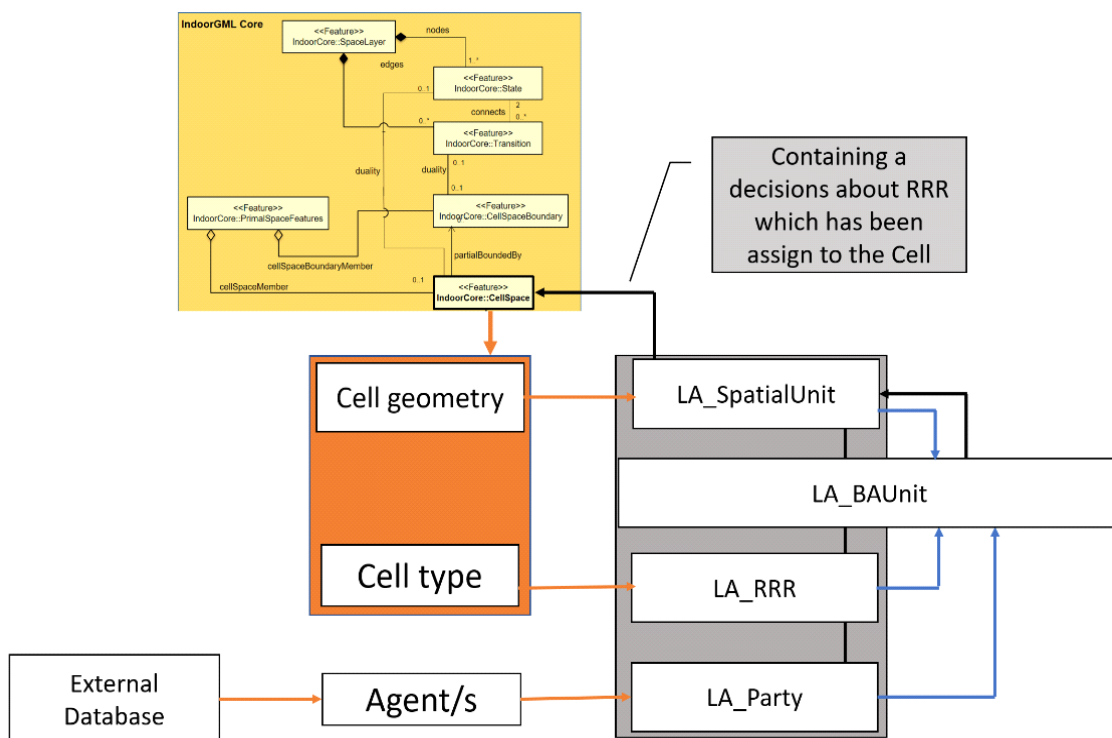 IndoorGML Core
<<Feature>>
IndoorCore::SpaceLayer
nodes
edges
1..*
<<Feature>>
IndoorCore::State
0..1
2
connects
0..*
0..*
<<Feature>>
IndoorCore::Transition
duality
duality
0..1
0..1
<<Feature>>
IndoorCore::PrimalSpaceFeatures
<<Feature>>
IndoorCore::CellSpaceBoundary
partialBoundedBy
cellSpaceBoundaryMember
cellSpaceMember
0..1
<<Feature>>
IndoorCore::CellSpace
Containing a
decisions about RRR
which has been
assign to the Cell
Cell geometry
LA_SpatialUnit
LA_BAUnit
Cell type
LA_RRR
External
Database
Agent/s
LA_Party